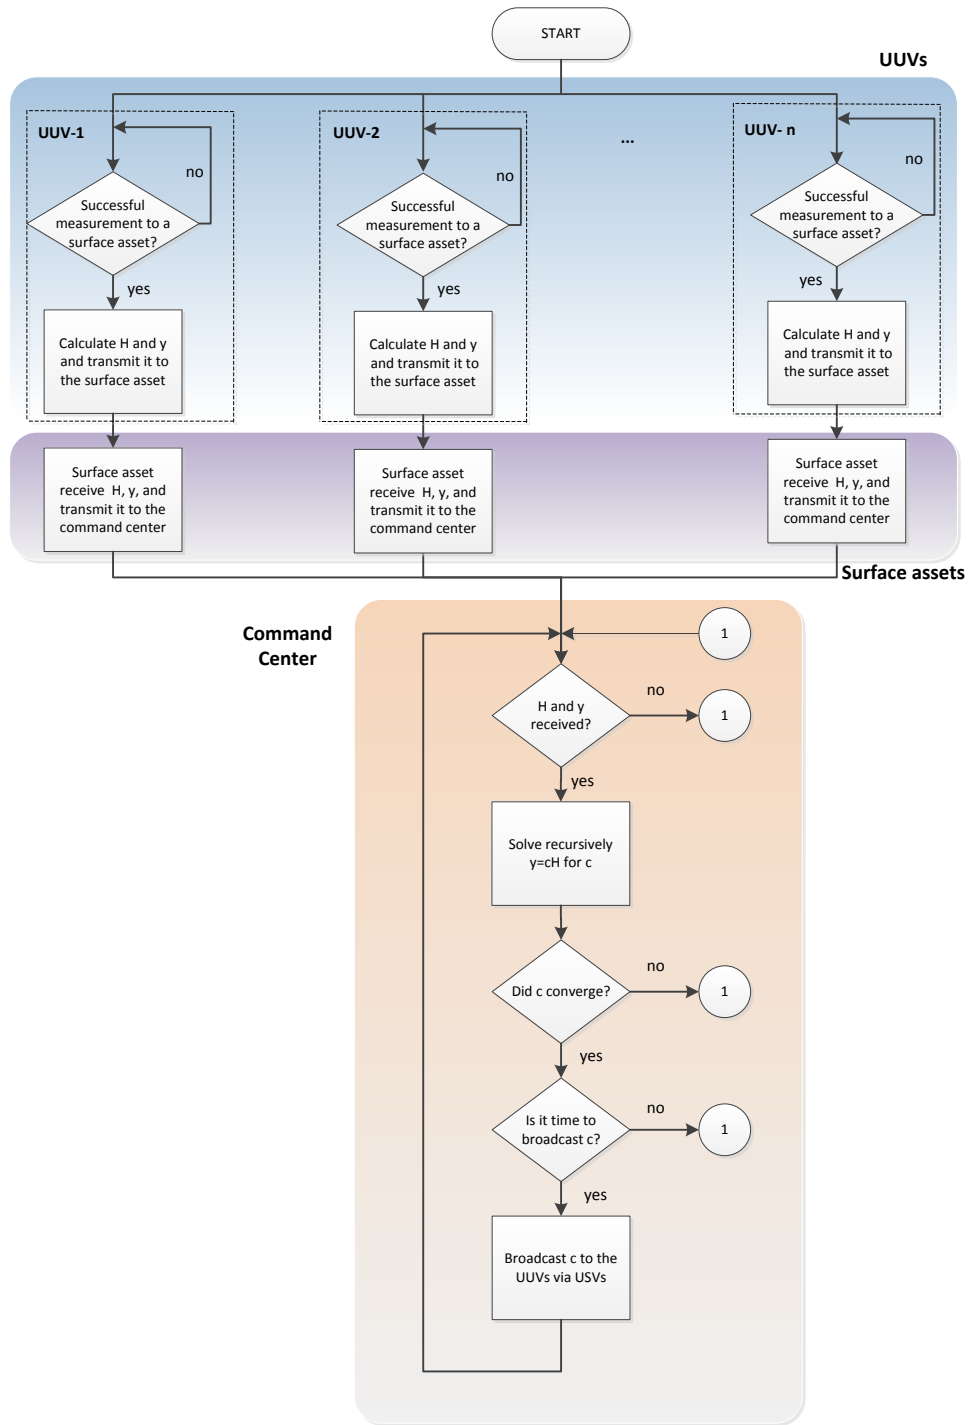 START
UUVs
UUV-1
no
Successful
measurement to a
surface asset?
yes
Calculate H and y
and transmit it to
the surface asset
UUV-2
no
Successful
measurement to a
surface asset?
yes
Calculate H and y
and transmit it to
the surface asset
...
UUV- n
no
Successful
measurement to a
surface asset?
yes
Calculate H and y
and transmit it to
the surface asset
Surface asset
receive H, y, and
transmit it to the
command center
Surface asset
receive H, y, and
transmit it to the
command center
Surface asset
receive H, y, and
transmit it to the
command center
Surface assets
Command
Center
1
H and y
received?
no
1
yes
Solve recursively
y=cH for c
Did c converge?
no
1
yes
Is it time to
broadcast c?
no
1
yes
Broadcast c to the
UUVs via USVs